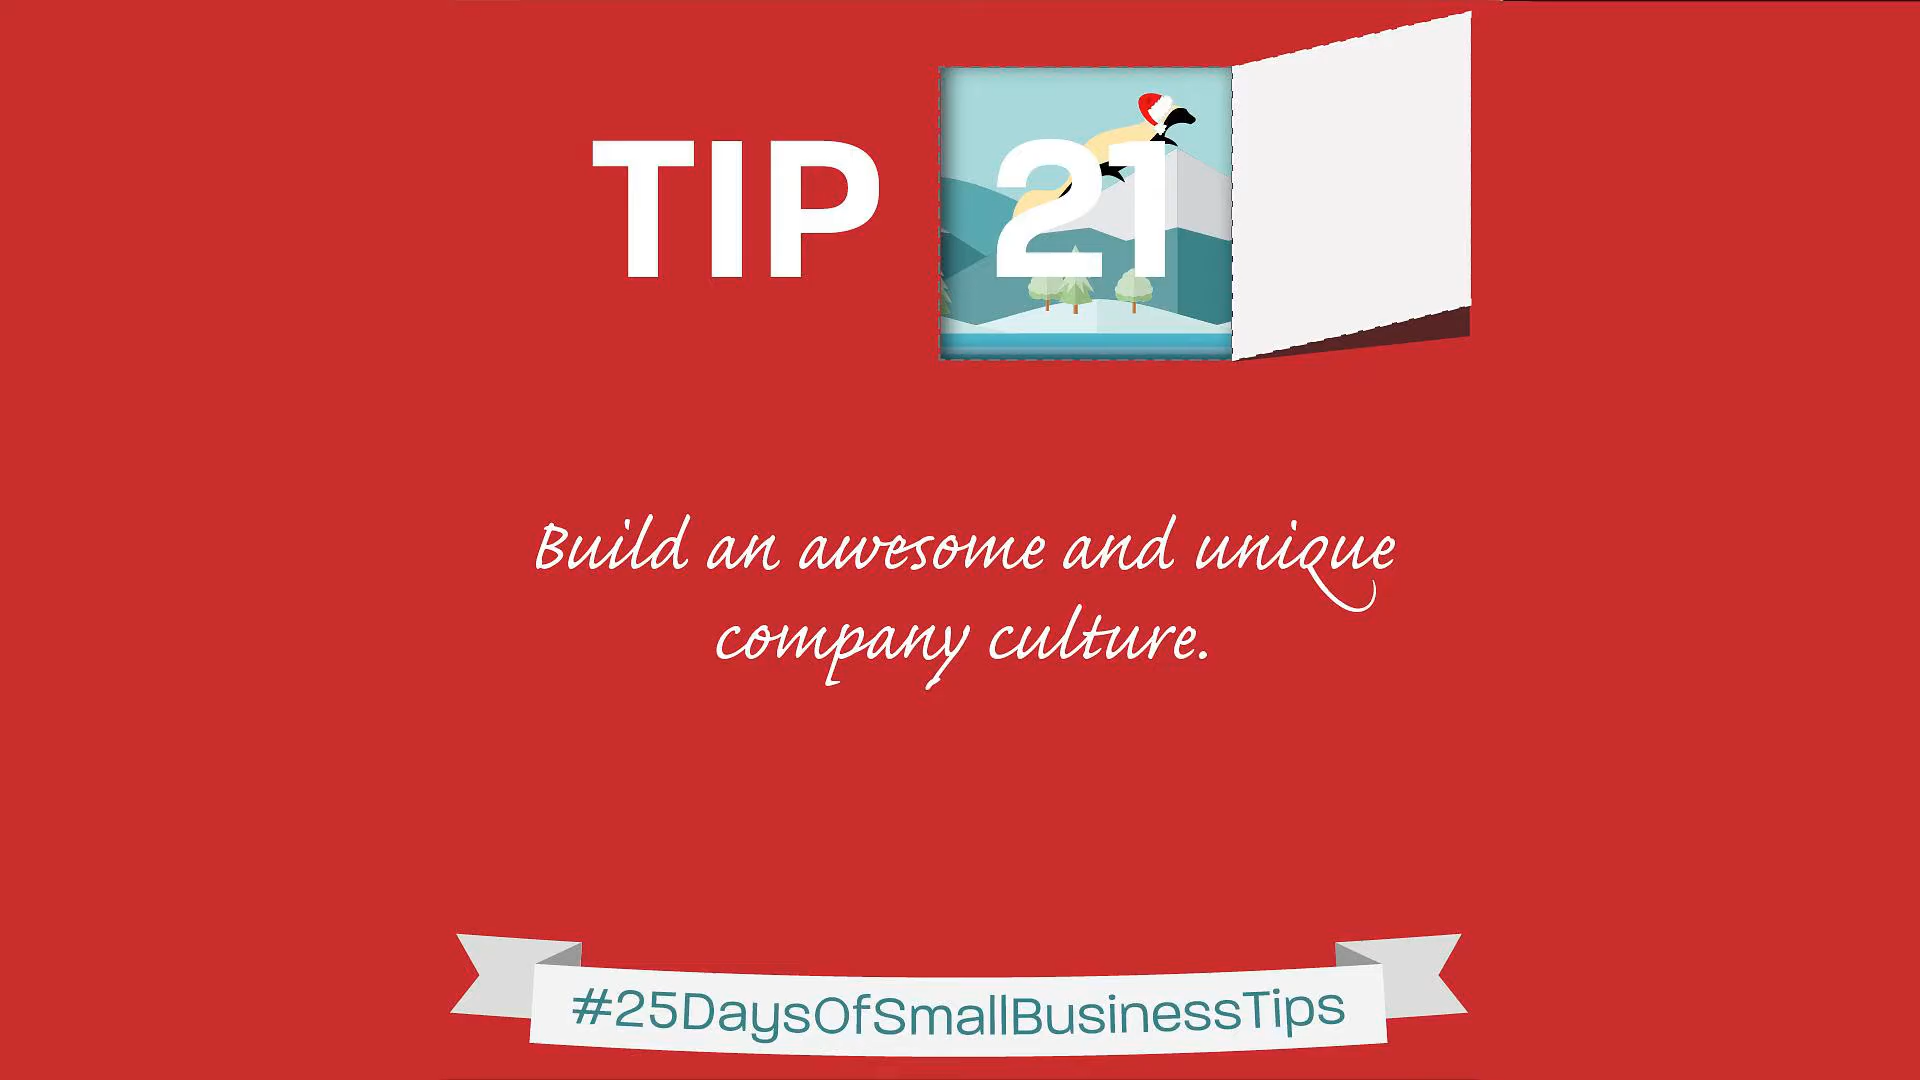 TIP 21
Build an awesome and unique
company culture.
#25DaysOfSmallBusinessTips